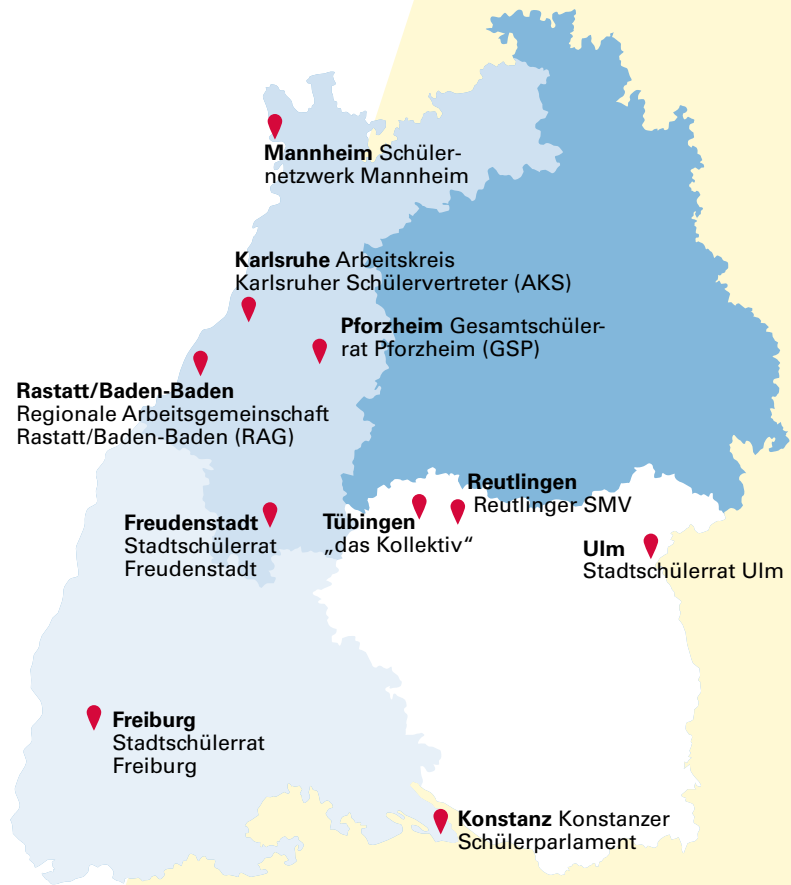 Mannheim Schüler-
netzwerk Mannheim
Karlsruhe Arbeitskreis
Karlsruher Schülervertreter (AKS)
Pforzheim Gesamtschüler-
rat Pforzheim (GSP)
Rastatt/Baden-Baden
Regionale Arbeitsgemeinschaft
Rastatt/Baden-Baden (RAG)
Freudenstadt
Stadtschülerrat
Freudenstadt
Tübingen
„das Kollektiv“
Reutlingen
Reutlinger SMV
Ulm
Stadtschülerrat Ulm
Freiburg
Stadtschülerrat
Freiburg
Konstanz Konstanzer
Schülerparlament